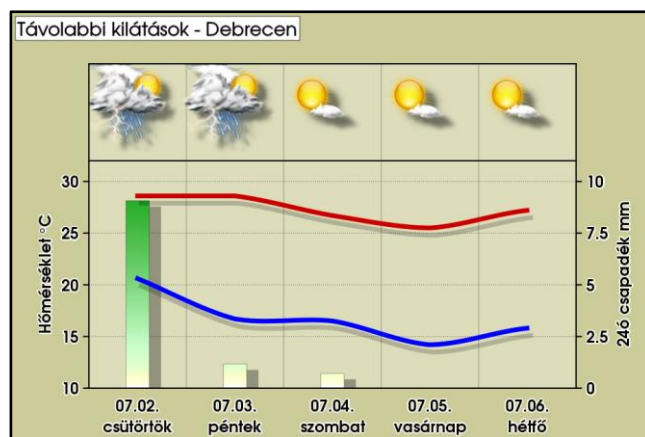 Távolabbi kilátások - Debrecen
30
25
20
15
10
Hőmérséklet °C
10
7.5
5
2.5
0
24ó csapadék mm
07.02. 07.03. 07.04. 07.05. 07.06.
csütörtök péntek szombat vasárnap hétfő